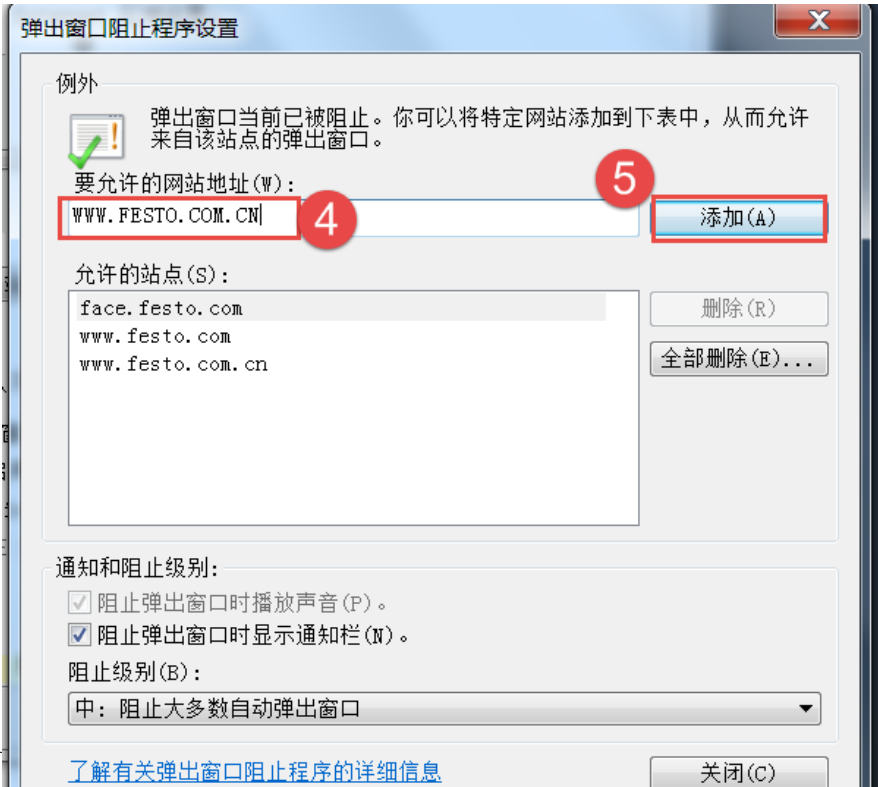 弹出窗口阻止程序设置
例外
弹出窗口当前已被阻止。你可以将特定网站添加到下表中，从而允许
来自该站点的弹出窗口。
要允许的网站地址(W):
5
WWW.FESTO.COM.CN
4
添加(A)
允许的站点(S):
face.festo.com
删除(R)
www.festo.com
www.festo.com.cn
全部删除(E)...
通知和阻止级别:
阻止弹出窗口时播放声音(P)。
阻止弹出窗口时显示通知栏(N)。
阻止级别(B):
中: 阻止大多数自动弹出窗口
了解有关弹出窗口阻止程序的详细信息
关闭(C)